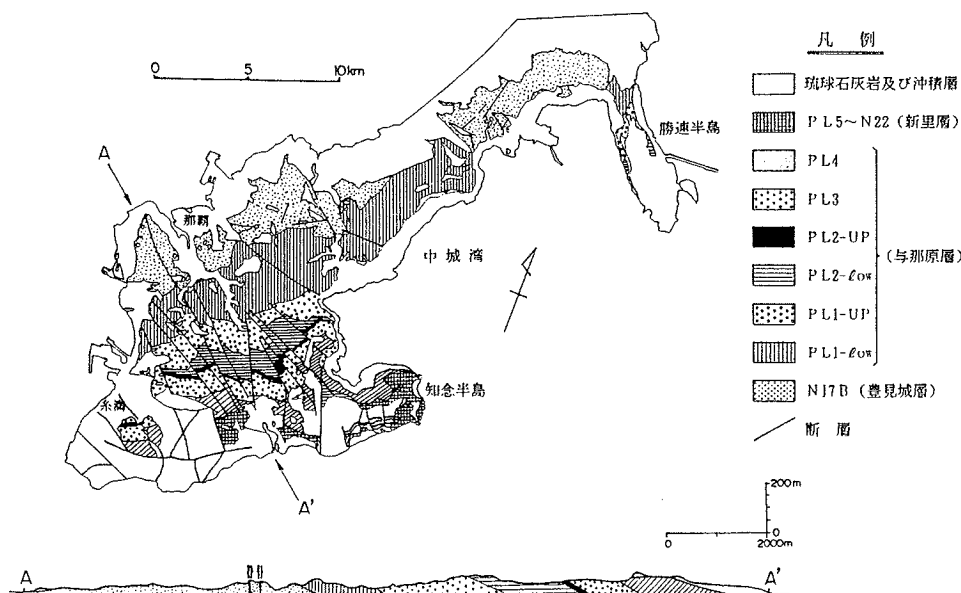 0 5 10km
凡例
琉球石灰岩及び沖積層
PL5～N22（新里層）
PL4
PL3
PL2-UP
PL2-low
PL1-UP
PL1-low
（与那原層）
N17B（豊見城層）
断層
勝連半島
A
那覇
中城湾
知念半島
糸満
A'
200m
0
0 2000m
A A'